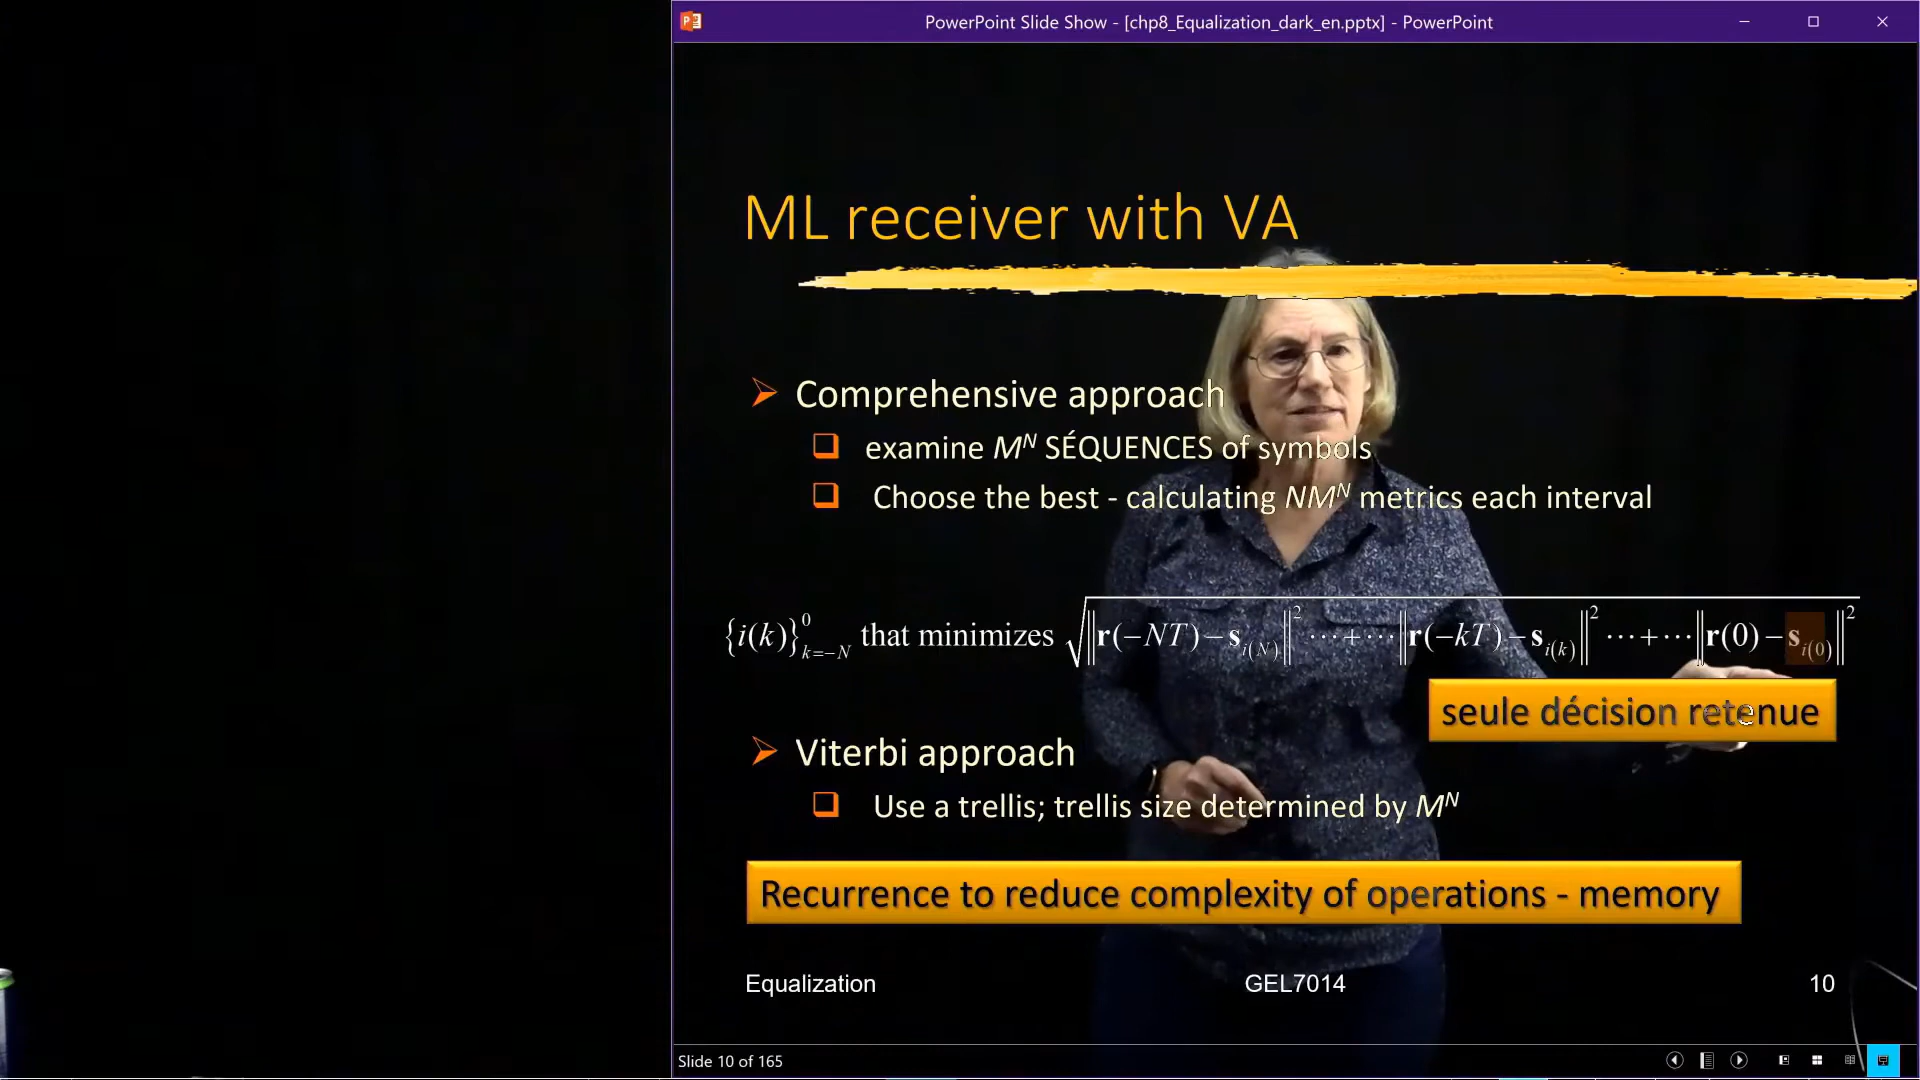 PowerPoint Slide Show - [chp8_Equalization_dark_en.pptx] - PowerPoint
ML receiver with VA
Comprehensive approach
examine M^N SÉQUENCES of symbols
Choose the best - calculating NM^N metrics each interval
{i(k)}_{k=-N}^0 that minimizes √‖r(−NT)−s_{i(N)}‖^2 ⋯+⋯‖r(−kT)−s_{i(k)}‖^2 ⋯+⋯‖r(0)−s_{i(0)}‖^2
seule décision retenue
Viterbi approach
Use a trellis; trellis size determined by M^N
Recurrence to reduce complexity of operations - memory
Equalization GEL7014 10
Slide 10 of 165